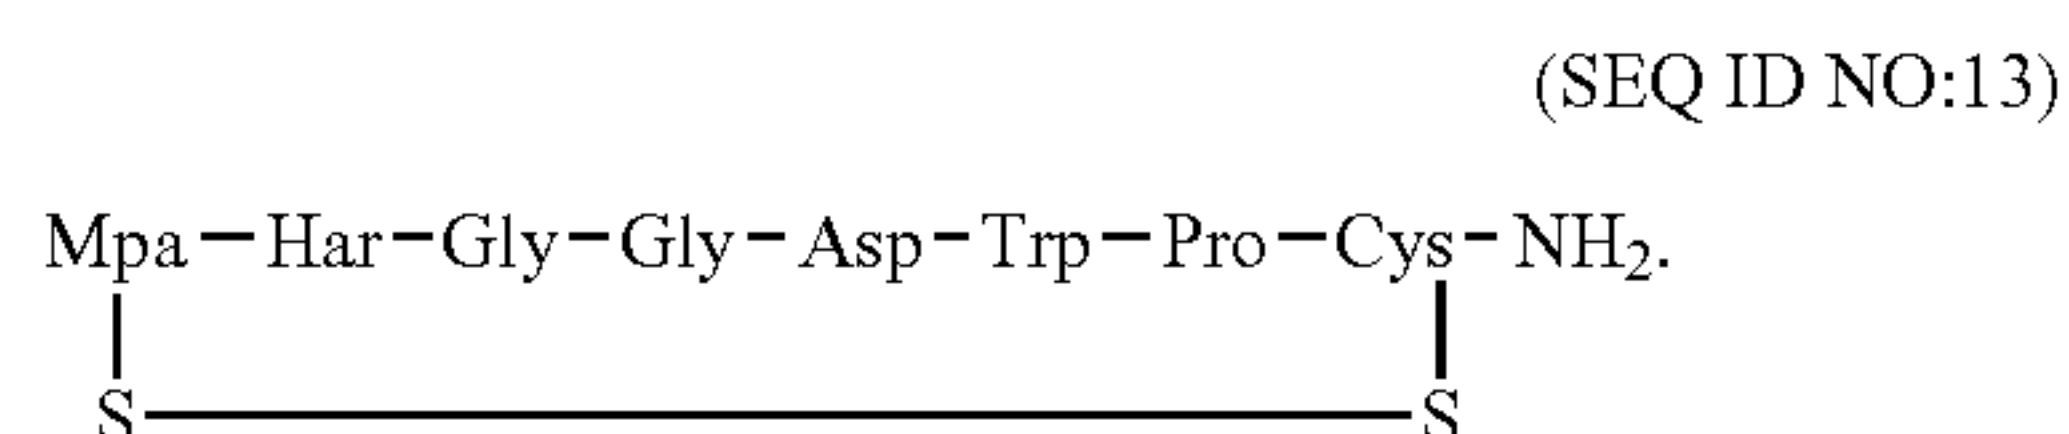 (SEQ ID NO:13)
Mpa-Har-Gly-Gly-Asp-Trp-Pro-Cys-NH₂.
S S